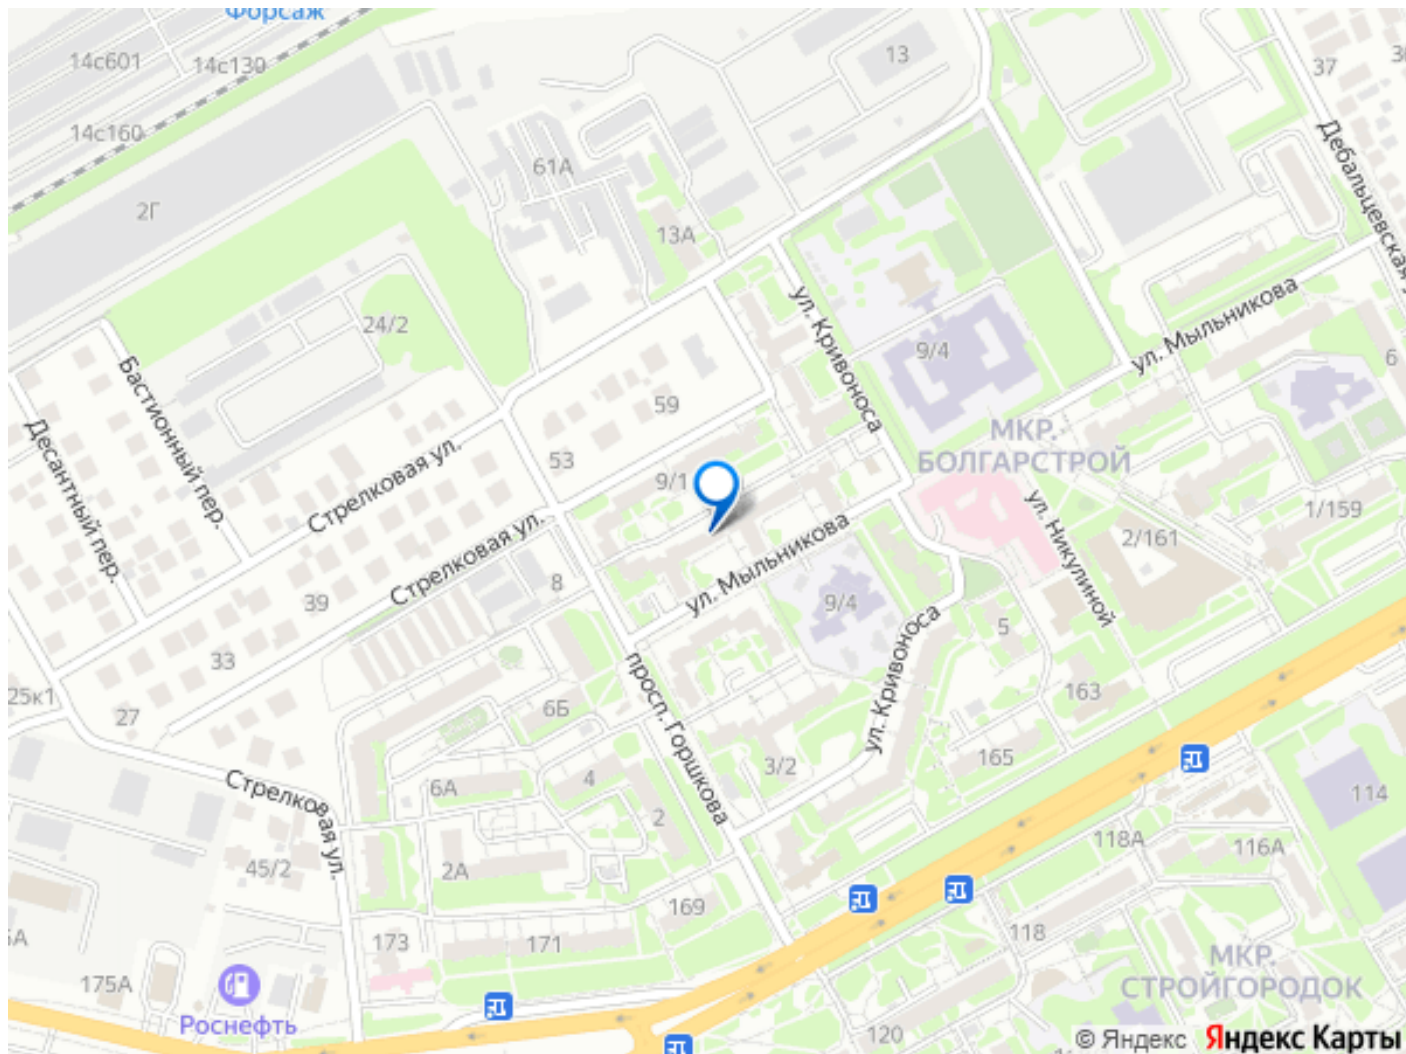 Форсаж
14с601
14с130
14с160
13
37
61А
Дебальцевская
2Г
13А
ул. Кривоноса
ул. Мыльникова
24/2
9/4
6
Бастионный пер.
59
Десантный пер.
МКР.
БОЛГАРСТРОЙ
53
Стрелковая ул.
9/1
1/159
ул. Никулиной
2/161
Стрелковая ул.
ул. Мыльникова
8
39
9/4
5
ул. Кривоноса
33
просп. Горшкова
25к1
27
6Б
163
165
3/2
4
6А
Стрелковая ул.
2
114
118А
116А
45/2
2А
169
173
171
118
175А
МКР.
СТРОЙГОРОДОК
Роснефть
120
© Яндекс Яндекс Карты